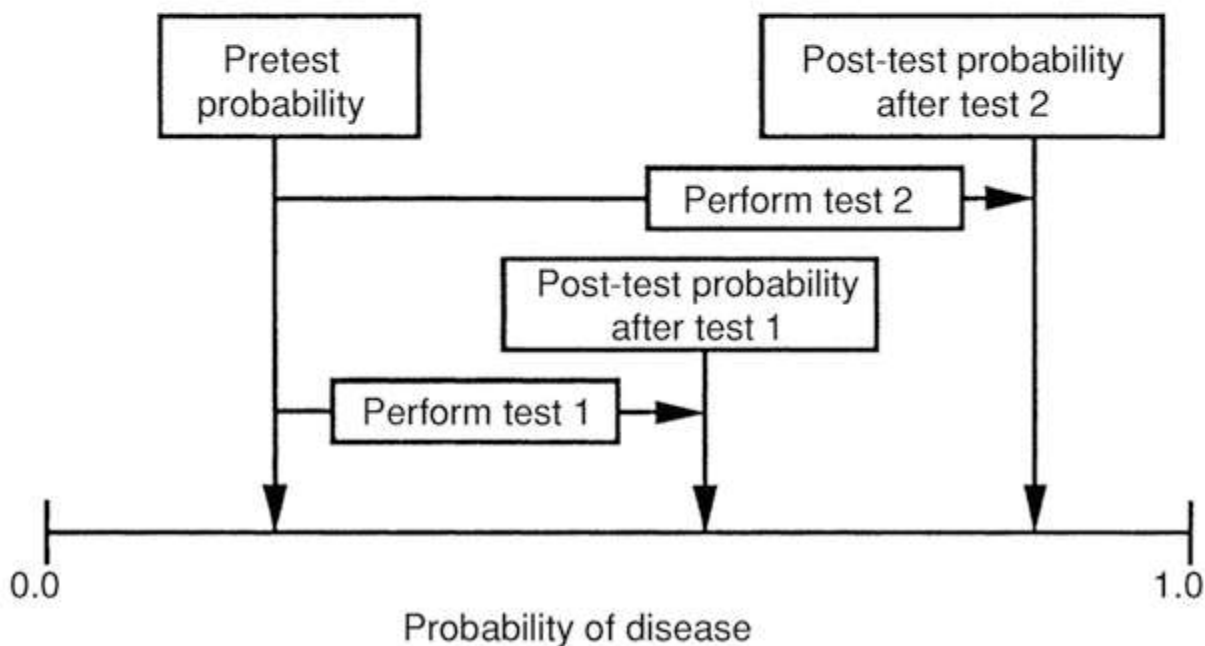 Pretest
probability
Post-test probability
after test 2
Perform test 2
Post-test probability
after test 1
Perform test 1
0.0
1.0
Probability of disease